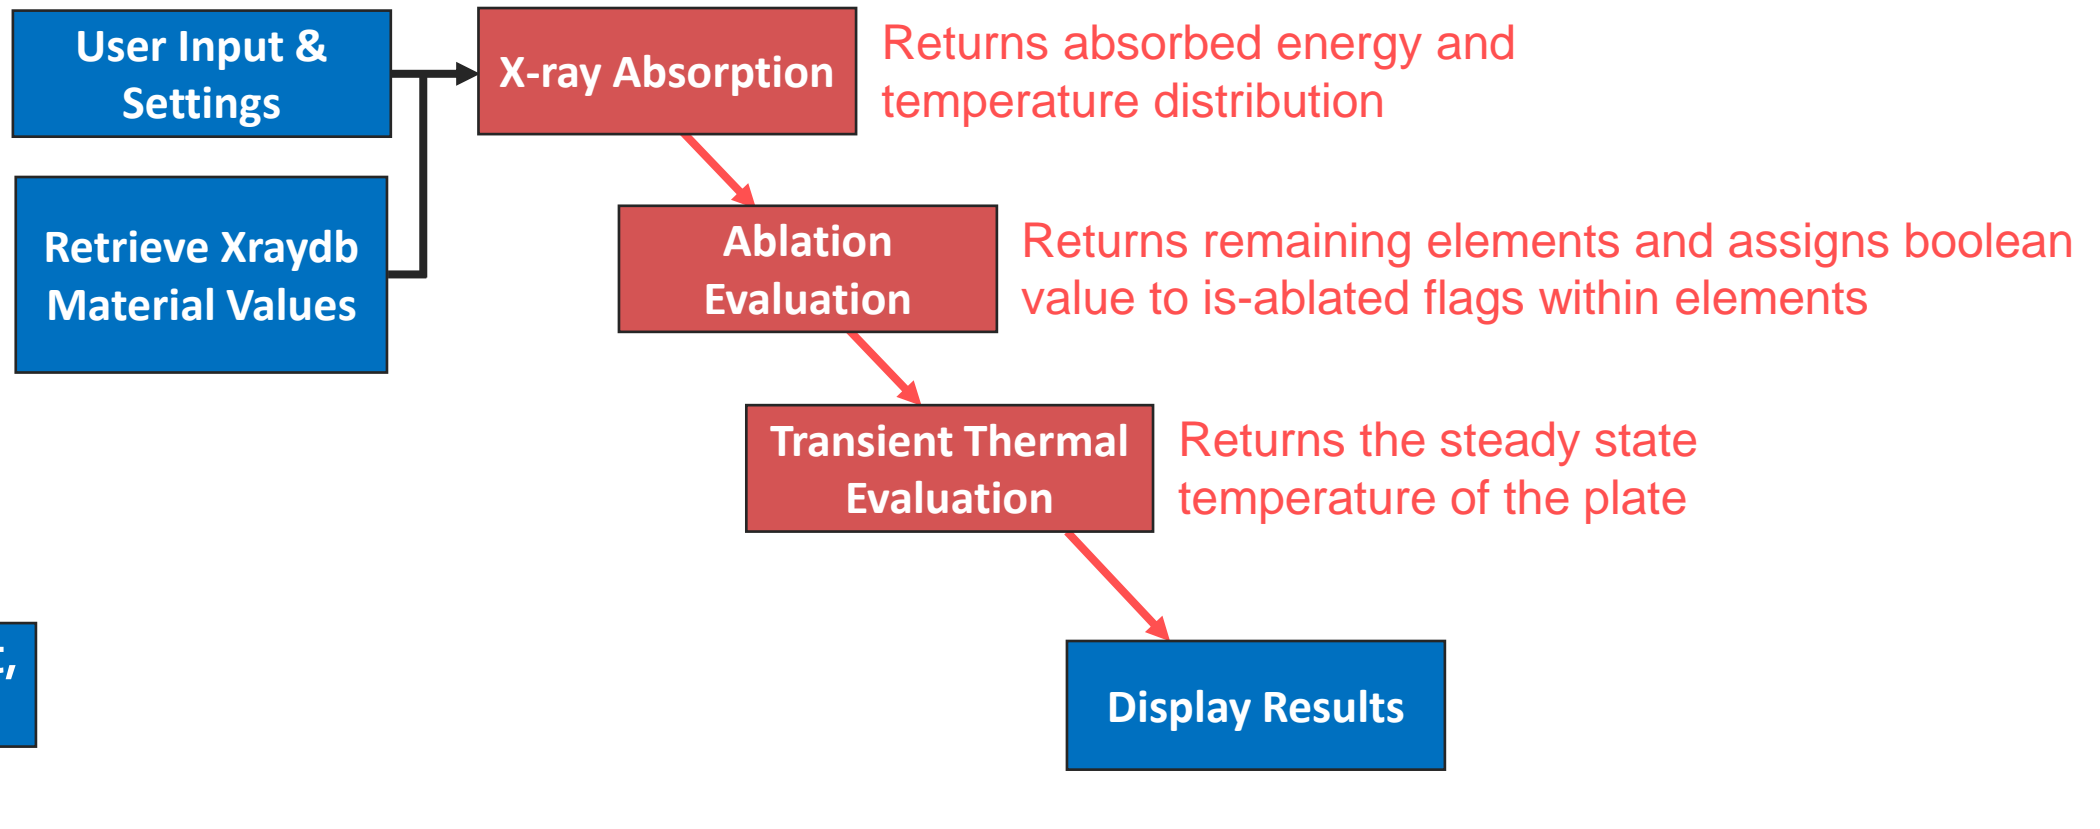 User Input &
Settings
X-ray Absorption
Returns absorbed energy and
temperature distribution
Retrieve Xraydb
Material Values
Ablation
Evaluation
Returns remaining elements and assigns boolean
value to is-ablated flags within elements
Transient Thermal
Evaluation
Returns the steady state
temperature of the plate
Display Results